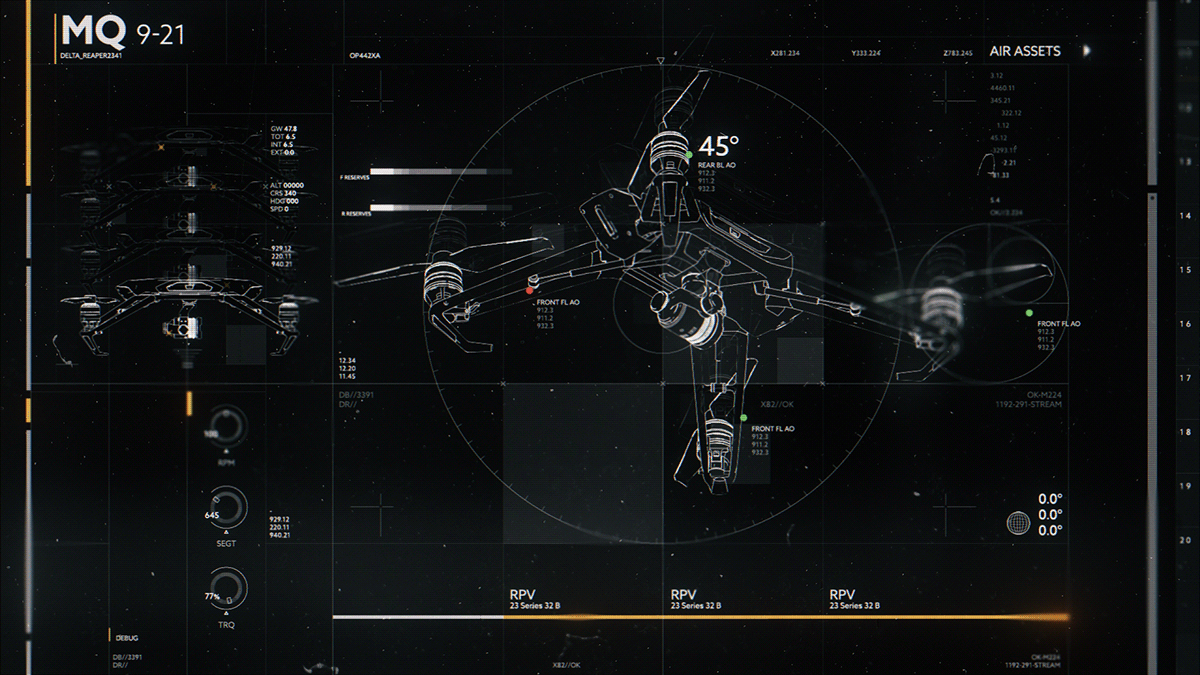 MQ 9-21
DELTA_REAPER2341
OP442XA
X281.234
Y333.224
Z783.245
AIR ASSETS
3.12
4460.11
345.21
322.12
1.12
45.12
-3293.11
-2.21
-81.33
5.4
GW 47.8
TOT 6.5
INT 6.5
EXT 0.0
ALT 00000
CRS 340
HDG 000
SPD 0
929.12
220.11
940.21
F RESERVES
R RESERVES
45°
REAR BL AO
912.3
911.2
932.3
FRONT FL AO
912.3
911.2
932.3
FRONT FL AO
912.3
911.2
932.3
FRONT FL AO
912.3
911.2
932.3
12.34
12.20
11.45
DB//3391
DR//
X82//OK
OK-M224
1192-291-STREAM
RPM
645
SEGT
77%
TRQ
929.12
220.11
940.21
0.0°
0.0°
0.0°
RPV
23 Series 32 B
RPV
23 Series 32 B
RPV
23 Series 32 B
DEBUG
DB//3391
DR//
X82//OK
OK-M224
1192-291-STREAM
13
14
15
16
17
18
19
20